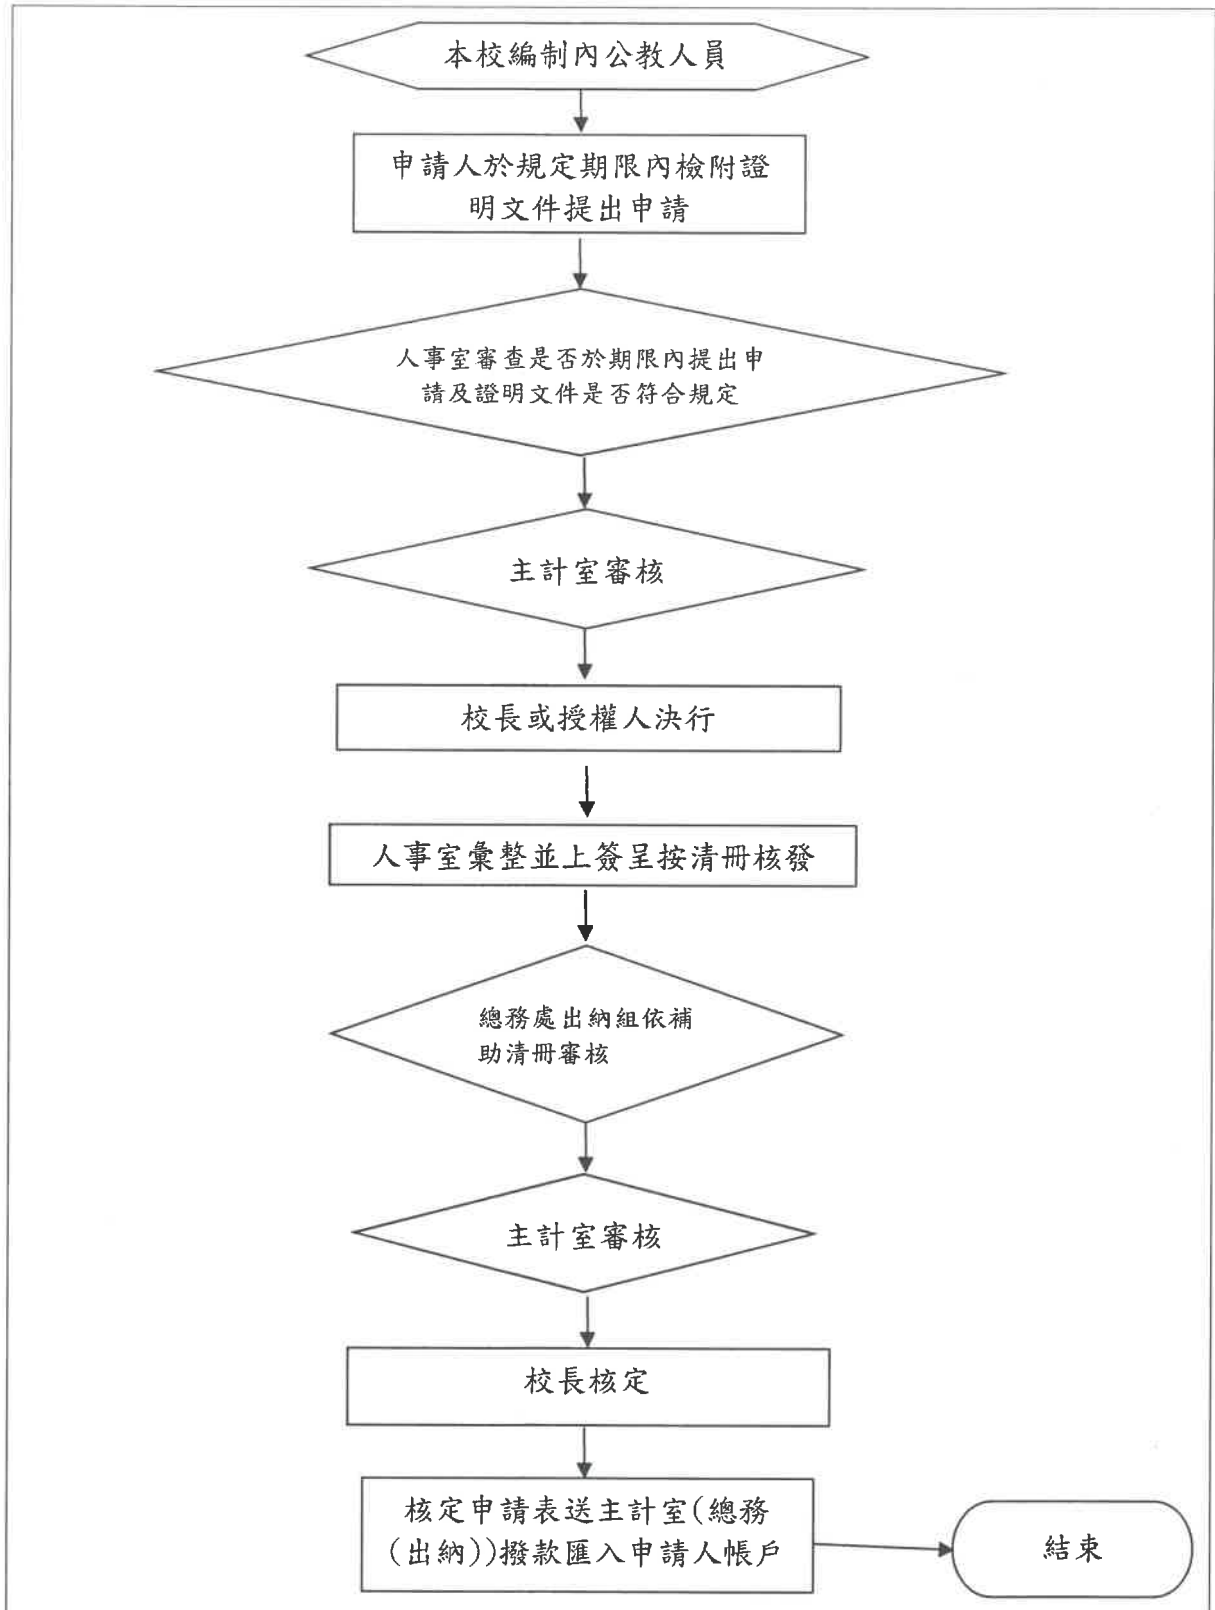 本校編制內公教人員
申請人於規定期限內檢附證
明文件提出申請
人事室審查是否於期限內提出申
請及證明文件是否符合規定
主計室審核
校長或授權人決行
人事室彙整並上簽呈按清冊核發
總務處出納組依補
助清冊審核
主計室審核
校長核定
核定申請表送主計室(總務
(出納))撥款匯入申請人帳戶
結束